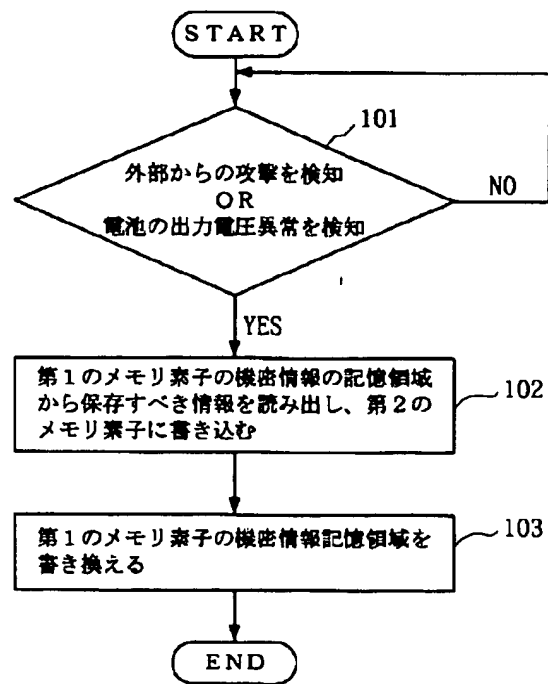 START
101
外部からの攻撃を検知
OR
電池の出力電圧異常を検知
NO
YES
第1のメモリ素子の機密情報の記憶領域
から保存すべき情報を読み出し、第2の
メモリ素子に書き込む
102
第1のメモリ素子の機密情報記憶領域を
書き換える
103
END